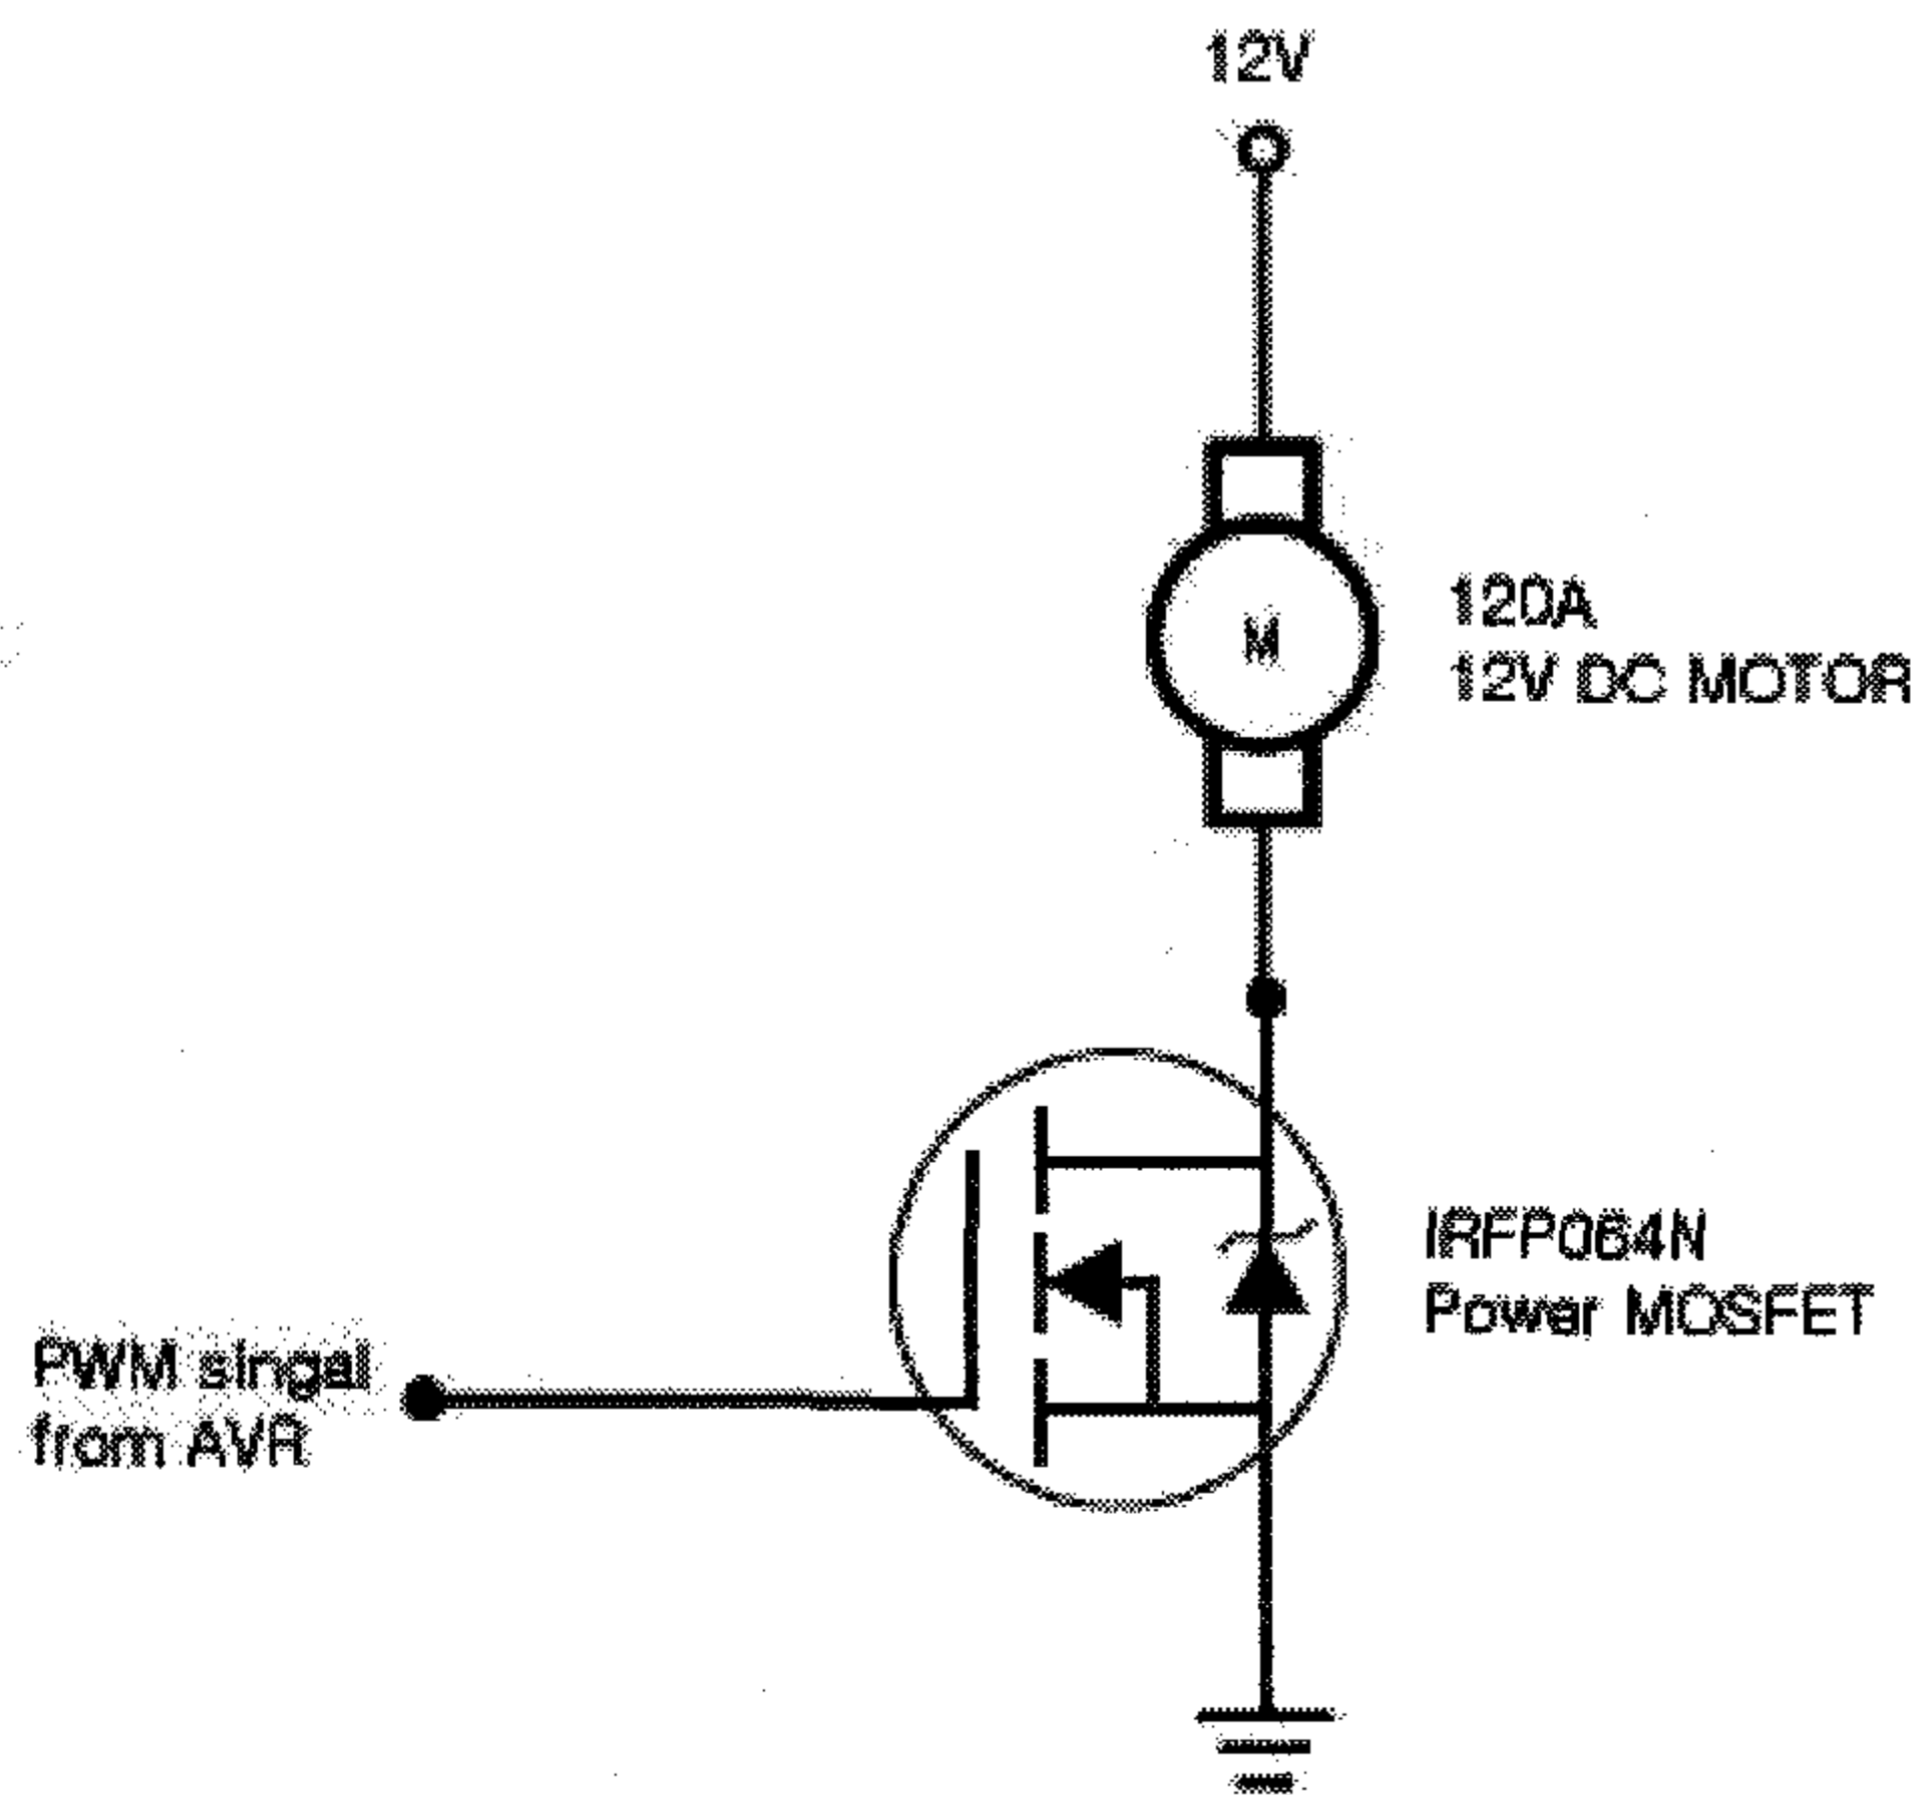 12V
M
120A
12V DC MOTOR
IRFP064N
Power MOSFET
PWM singal
from AVR